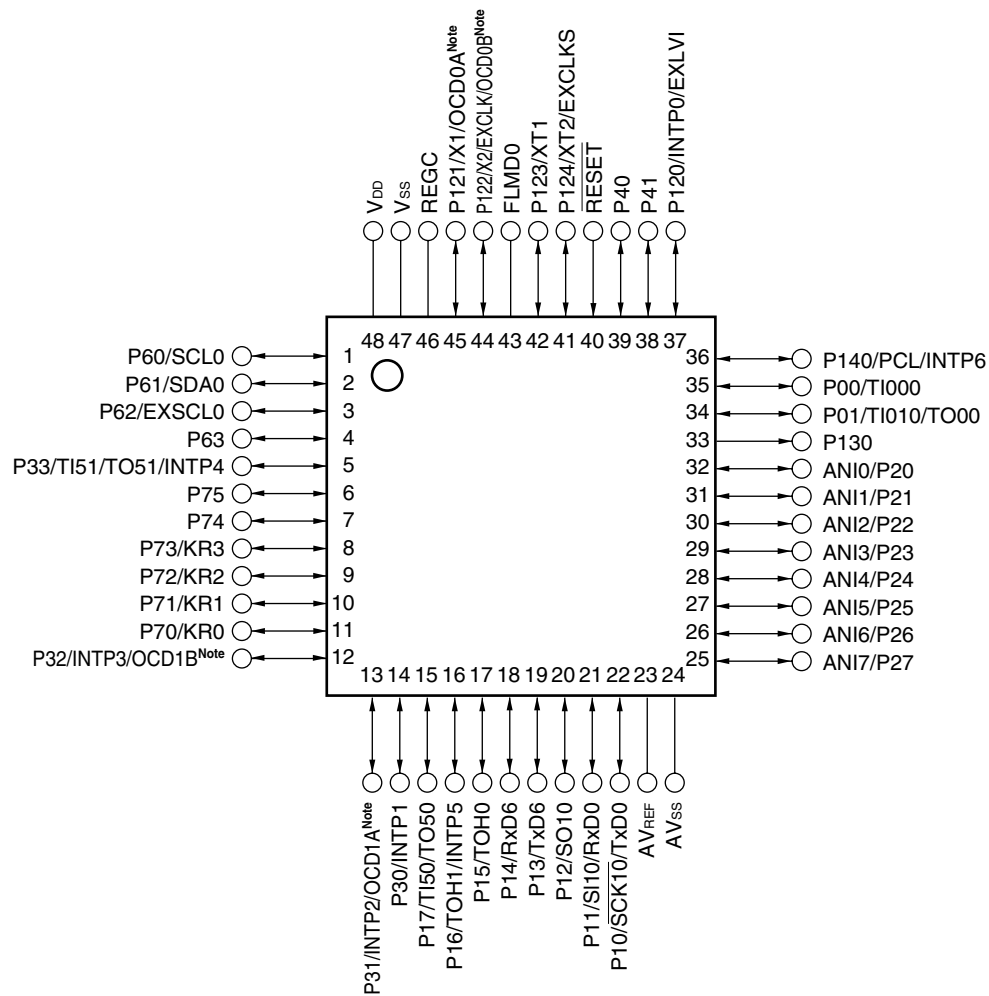 VDD
VSS
REGC
P121/X1/OCD0ANote
P122/X2/EXCLK/OCD0BNote
FLMD0
P123/XT1
P124/XT2/EXCLKS
RESET
P40
P41
P120/INTP0/EXLVI
48 47 46 45 44 43 42 41 40 39 38 37
P60/SCL0 1
P61/SDA0 2
P62/EXSCL0 3
P63 4
P33/TI51/TO51/INTP4 5
P75 6
P74 7
P73/KR3 8
P72/KR2 9
P71/KR1 10
P70/KR0 11
P32/INTP3/OCD1BNote 12
36 P140/PCL/INTP6
35 P00/TI000
34 P01/TI010/TO00
33 P130
32 ANI0/P20
31 ANI1/P21
30 ANI2/P22
29 ANI3/P23
28 ANI4/P24
27 ANI5/P25
26 ANI6/P26
25 ANI7/P27
13 14 15 16 17 18 19 20 21 22 23 24
P31/INTP2/OCD1ANote
P30/INTP1
P17/TI50/TO50
P16/TOH1/INTP5
P15/TOH0
P14/RxD6
P13/TxD6
P12/SO10
P11/SI10/RxD0
P10/SCK10/TxD0
AVREF
AVSS